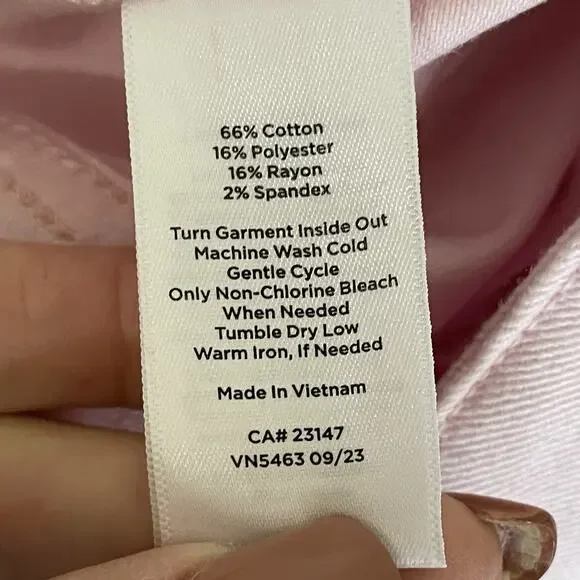 66% Cotton
16% Polyester
16% Rayon
2% Spandex
Turn Garment Inside Out
Machine Wash Cold
Gentle Cycle
Only Non-Chlorine Bleach
When Needed
Tumble Dry Low
Warm Iron, If Needed
Made In Vietnam
CA# 23147
VN5463 09/23